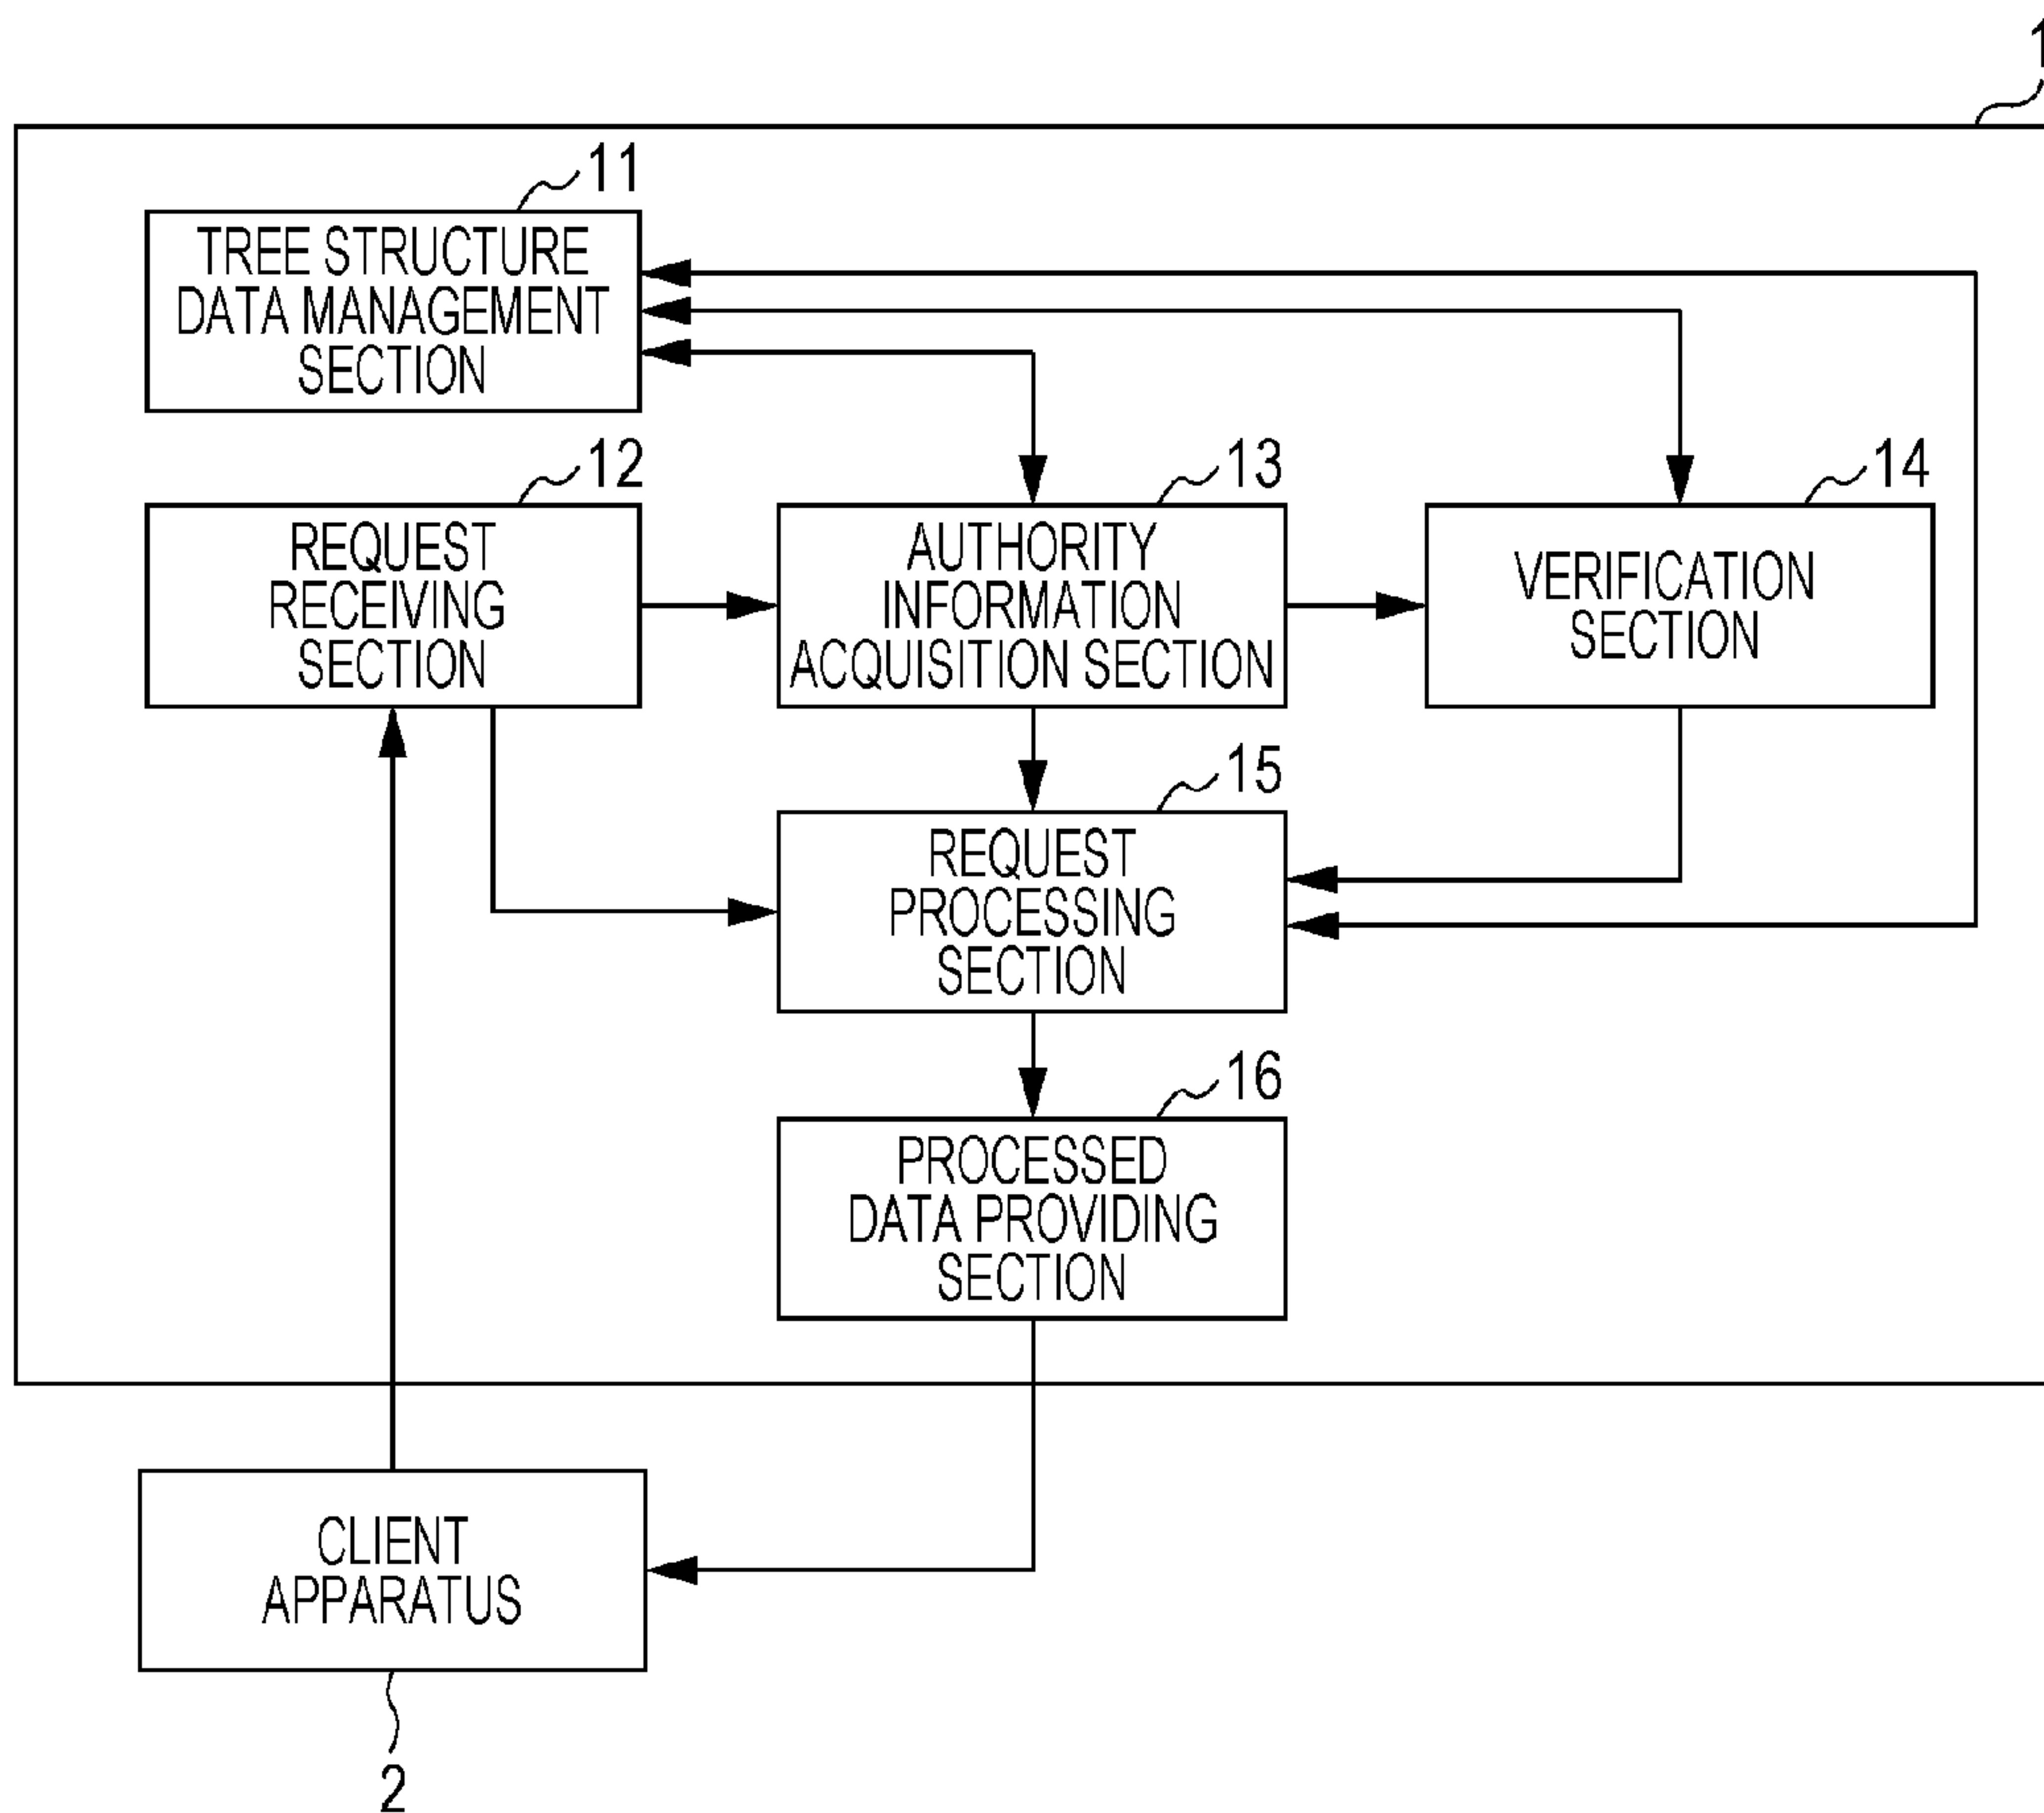 1
11
TREE STRUCTURE
DATA MANAGEMENT
SECTION
12
REQUEST
RECEIVING
SECTION
13
AUTHORITY
INFORMATION
ACQUISITION SECTION
14
VERIFICATION
SECTION
15
REQUEST
PROCESSING
SECTION
16
PROCESSED
DATA PROVIDING
SECTION
CLIENT
APPARATUS
2